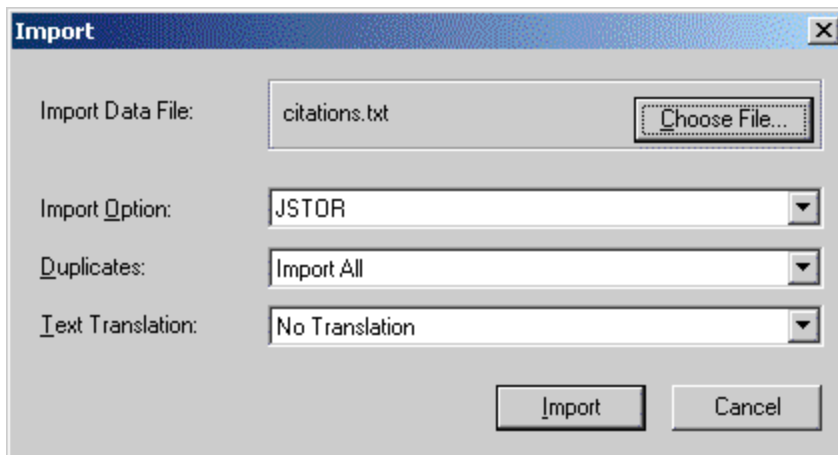 Import
Import Data File: citations.txt Choose File...
Import Option: JSTOR
Duplicates: Import All
Text Translation: No Translation
Import Cancel